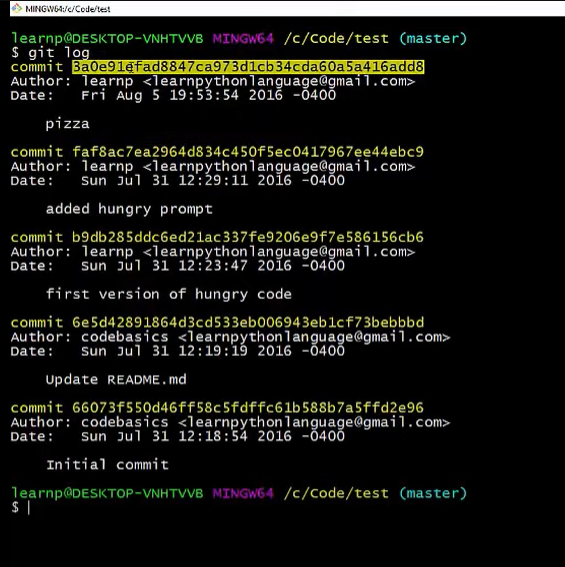 MINGW64:/c/Code/test
learnp@DESKTOP-VNHTVVB MINGW64 /c/Code/test (master)
$ git log
commit 3a0e91dfad8847ca973d1cb34cda60a5a416add8
Author: learnp <learnpythonlanguage@gmail.com>
Date: Fri Aug 5 19:53:54 2016 -0400
pizza
commit faf8ac7ea2964d834c450f5ec0417967ee44ebc9
Author: learnp <learnpythonlanguage@gmail.com>
Date: Sun Jul 31 12:29:11 2016 -0400
added hungry prompt
commit b9db285ddc6ed21ac337fe9206e9f7e586156cb6
Author: learnp <learnpythonlanguage@gmail.com>
Date: Sun Jul 31 12:23:47 2016 -0400
first version of hungry code
commit 6e5d42891864d3cd533eb006943eb1cf73bebbbd
Author: codebasics <learnpythonlanguage@gmail.com>
Date: Sun Jul 31 12:19:19 2016 -0400
Update README.md
commit 66073f550d46ff58c5fdffc61b588b7a5ffd2e96
Author: codebasics <learnpythonlanguage@gmail.com>
Date: Sun Jul 31 12:18:54 2016 -0400
Initial commit
learnp@DESKTOP-VNHTVVB MINGW64 /c/Code/test (master)
$